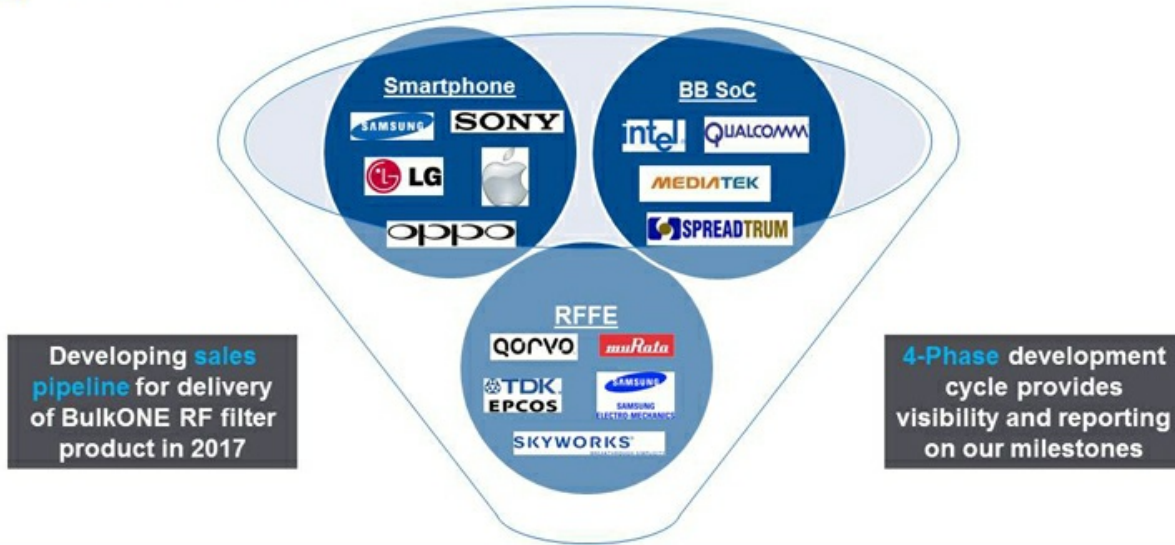 Smartphone
SAMSUNG
SONY
LG
OPPO
BB SoC
intel
QUALCOMM
MEDIATEK
SPREADTRUM
RFFE
QORVO
muRata
TDK
EPCOS
SAMSUNG
SAMSUNG
ELECTRO-MECHANICS
SKYWORKS
Developing sales
pipeline for delivery
of BulkONE RF filter
product in 2017
4-Phase development
cycle provides
visibility and reporting
on our milestones